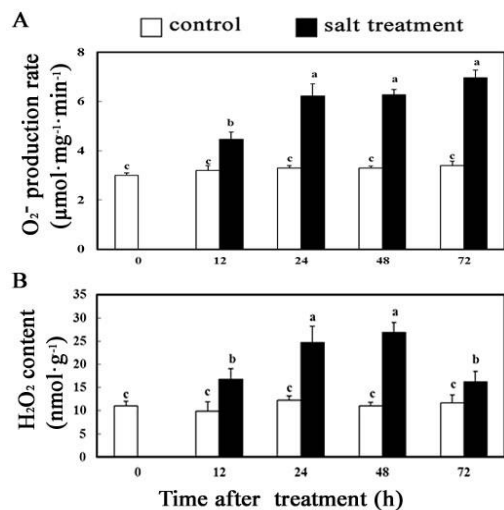 A
control
salt treatment
O₂⁻ production rate
(μmol·mg⁻¹·min⁻¹)
8
6
4
2
0
c
c
b
c
a
c
a
c
a
0
12
24
48
72
B
H₂O₂ content
(nmol·g⁻¹)
35
30
25
20
15
10
5
0
c
c
b
c
a
c
a
c
b
0
12
24
48
72
Time after treatment (h)